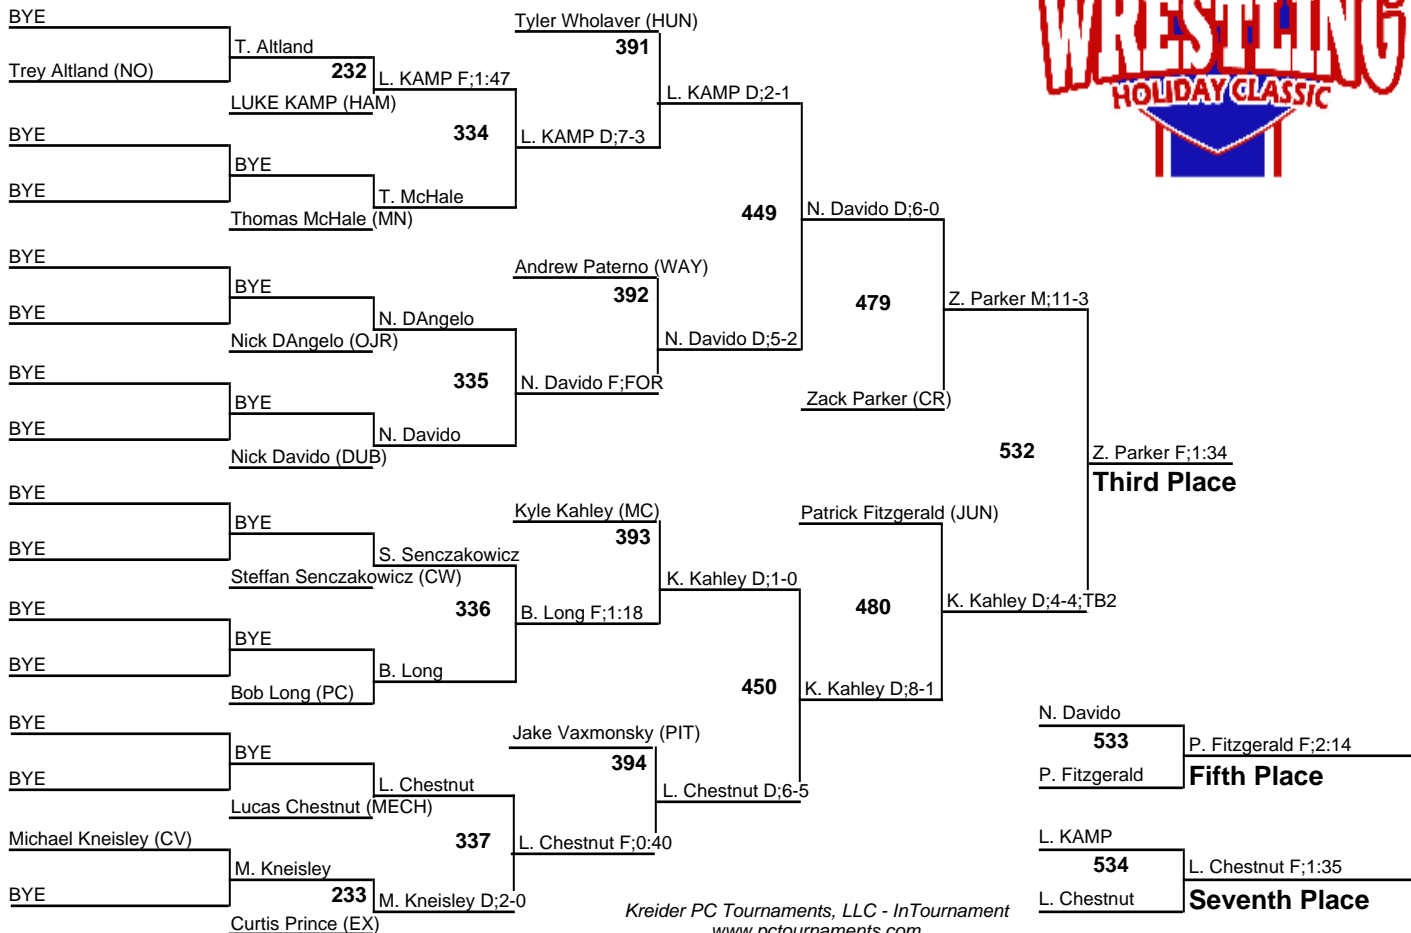 WRESTLING
HOLIDAY CLASSIC
BYE
Trey Altland (NO)
T. Altland
232
LUKE KAMP (HAM)
L. KAMP F;1:47
BYE
BYE
BYE
Thomas McHale (MN)
T. McHale
334
L. KAMP D;7-3
Tyler Wholaver (HUN)
391
L. KAMP D;2-1
BYE
BYE
BYE
Nick DAngelo (OJR)
N. DAngelo
BYE
BYE
BYE
Nick Davido (DUB)
N. Davido
335
N. Davido F;FOR
Andrew Paterno (WAY)
392
N. Davido D;5-2
449
N. Davido D;6-0
479
Zack Parker (CR)
Z. Parker M;11-3
BYE
BYE
BYE
Steffan Senczakowicz (CW)
S. Senczakowicz
BYE
BYE
BYE
Bob Long (PC)
B. Long
336
B. Long F;1:18
Kyle Kahley (MC)
393
K. Kahley D;1-0
BYE
BYE
BYE
Lucas Chestnut (MECH)
L. Chestnut
Michael Kneisley (CV)
BYE
M. Kneisley
233
Curtis Prince (EX)
M. Kneisley D;2-0
337
L. Chestnut F;0:40
Jake Vaxmonsky (PIT)
394
L. Chestnut D;6-5
450
K. Kahley D;8-1
Patrick Fitzgerald (JUN)
480
K. Kahley D;4-4;TB2
532
Z. Parker F;1:34
Third Place
N. Davido
533
P. Fitzgerald
P. Fitzgerald F;2:14
Fifth Place
L. KAMP
534
L. Chestnut
L. Chestnut F;1:35
Seventh Place
Kreider PC Tournaments, LLC - InTournament
www.pctournaments.com